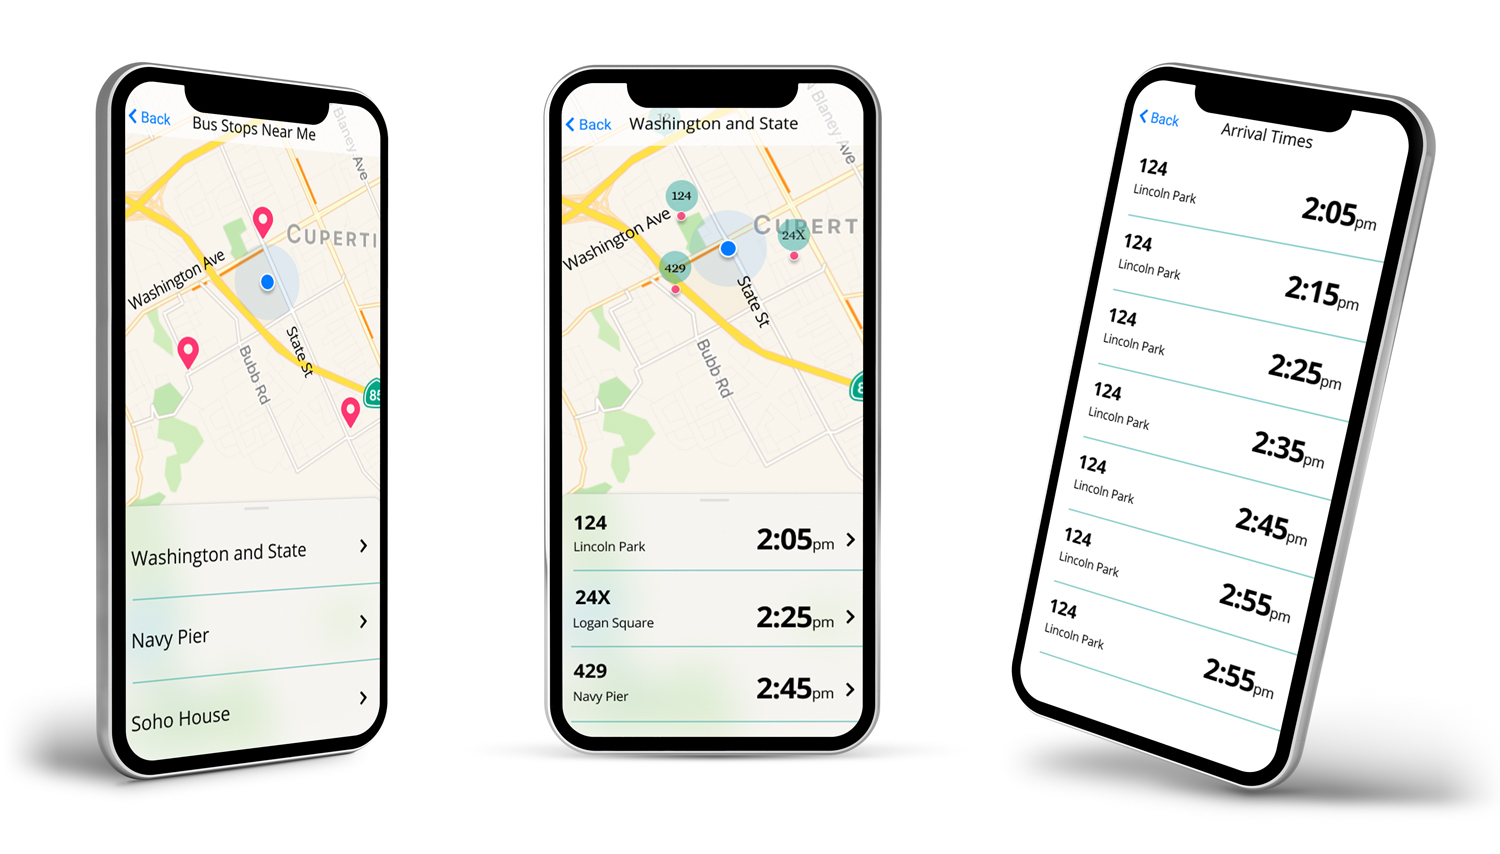 Back
Bus Stops Near Me
Blaney Ave
CUPERTI
Washington Ave
State St
Bubb Rd
85
Washington and State
Navy Pier
Soho House
Back
Washington and State
N Blaney Ave
124
CUPERT
24X
Washington Ave
429
State St
Bubb Rd
124
Lincoln Park
2:05pm
24X
Logan Square
2:25pm
429
Navy Pier
2:45pm
Back
Arrival Times
124
Lincoln Park
2:05pm
124
Lincoln Park
2:15pm
124
Lincoln Park
2:25pm
124
Lincoln Park
2:35pm
124
Lincoln Park
2:45pm
124
Lincoln Park
2:55pm
124
Lincoln Park
2:55pm